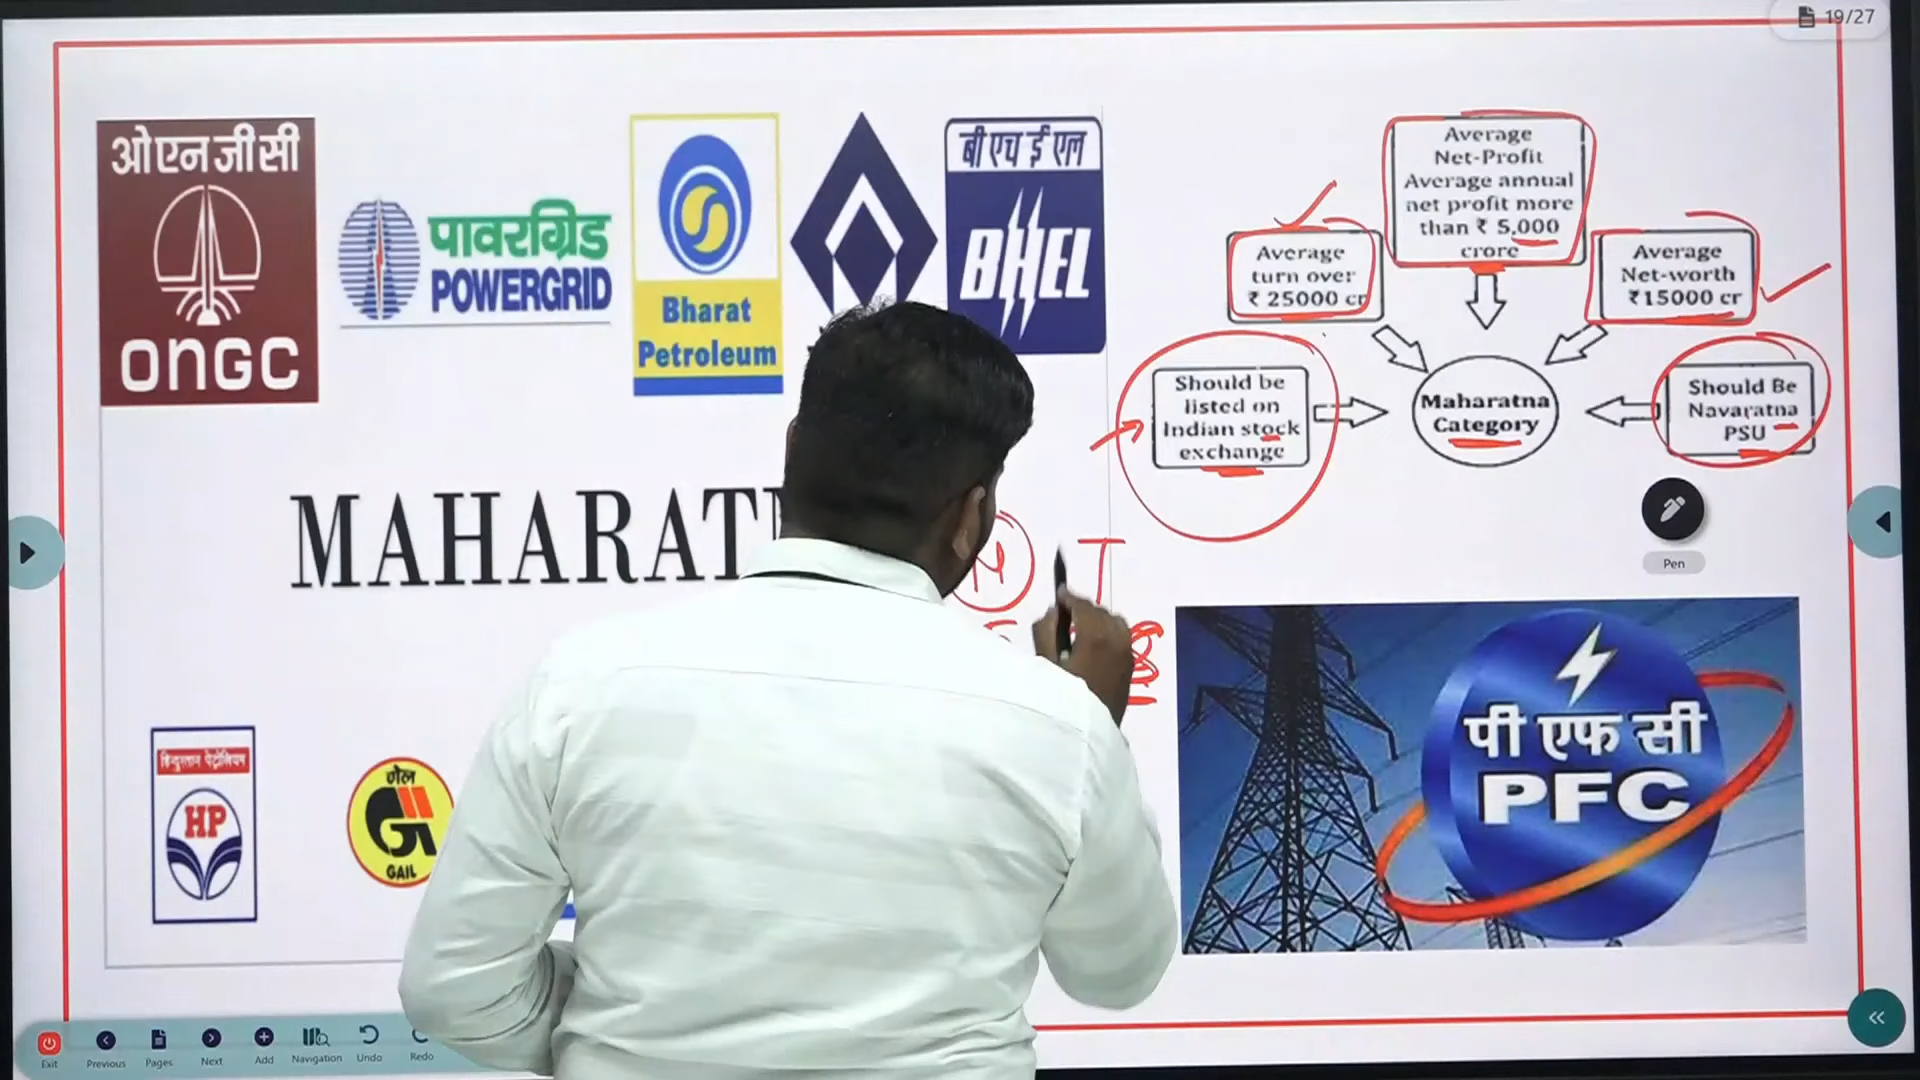 19/27
ओएनजीसी
ONGC
पावरग्रिड
POWERGRID
Bharat
Petroleum
बीएचईएल
BHEL
Average
Net-Profit
Average annual
net profit more
than ₹ 5,000
crore
Average
turn over
₹ 25000 cr
Average
Net-worth
₹15000 cr
Should be
listed on
Indian stock
exchange
Maharatna
Category
Should Be
Navaratna
PSU
MAHARAT
T
Pen
हिन्दुस्तान पेट्रोलियम
HP
गेल
GAIL
पी एफ सी
PFC
Exit
Previous
Pages
Next
Add
Navigation
Undo
Redo